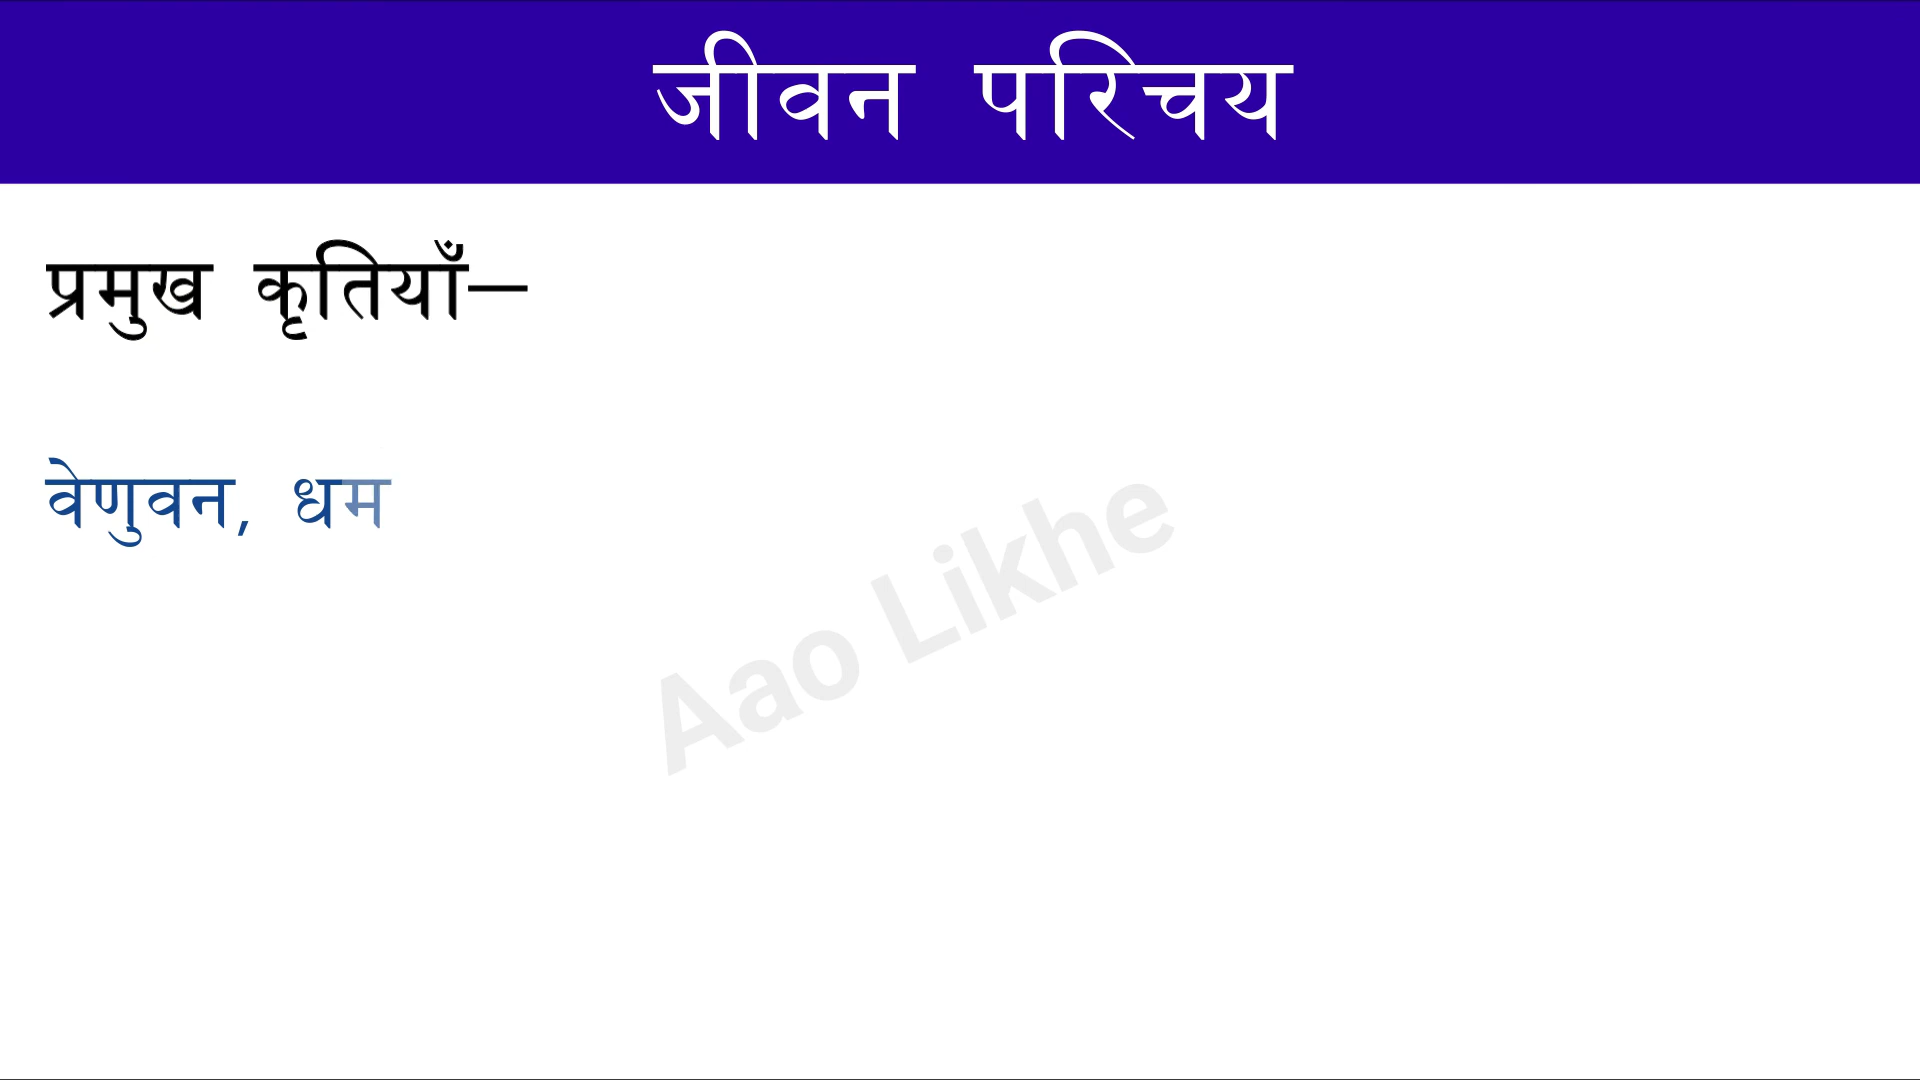 जीवन परिचय
प्रमुख कृतियाँ—
वेणुवन, धम
Aao Likhe